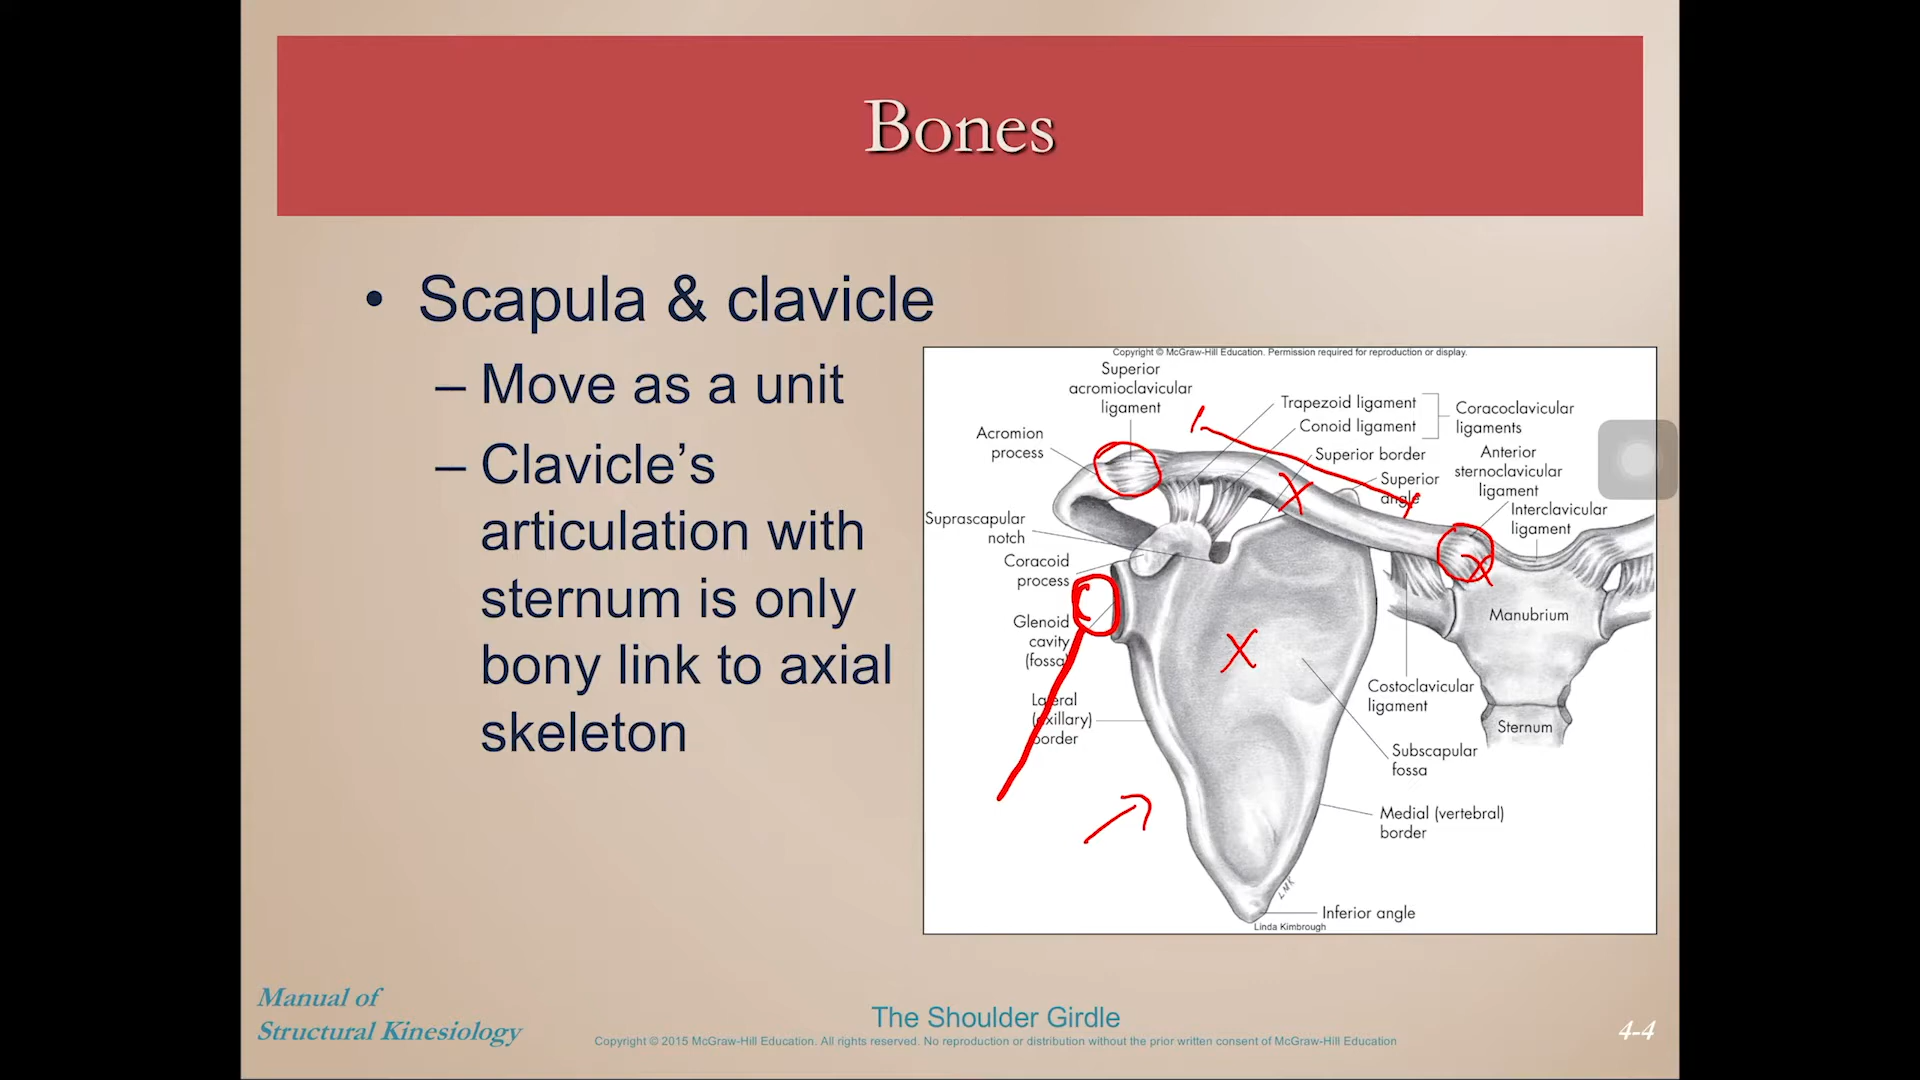 Bones
• Scapula & clavicle
– Move as a unit
– Clavicle’s
articulation with
sternum is only
bony link to axial
skeleton
Copyright © McGraw-Hill Education. Permission required for reproduction or display.
Superior
acromioclavicular
ligament
Acromion
process
Suprascapular
notch
Coracoid
process
Glenoid
cavity
(fossa)
Lateral
(axillary)
border
Trapezoid ligament
Conoid ligament
Coracoclavicular
ligaments
Superior border
Superior
angle
Anterior
sternoclavicular
ligament
Interclavicular
ligament
Manubrium
Costoclavicular
ligament
Sternum
Subscapular
fossa
Medial (vertebral)
border
Inferior angle
LMK
Linda Kimbrough
X
X
X
Manual of
Structural Kinesiology
The Shoulder Girdle
Copyright © 2015 McGraw-Hill Education. All rights reserved. No reproduction or distribution without the prior written consent of McGraw-Hill Education
4-4